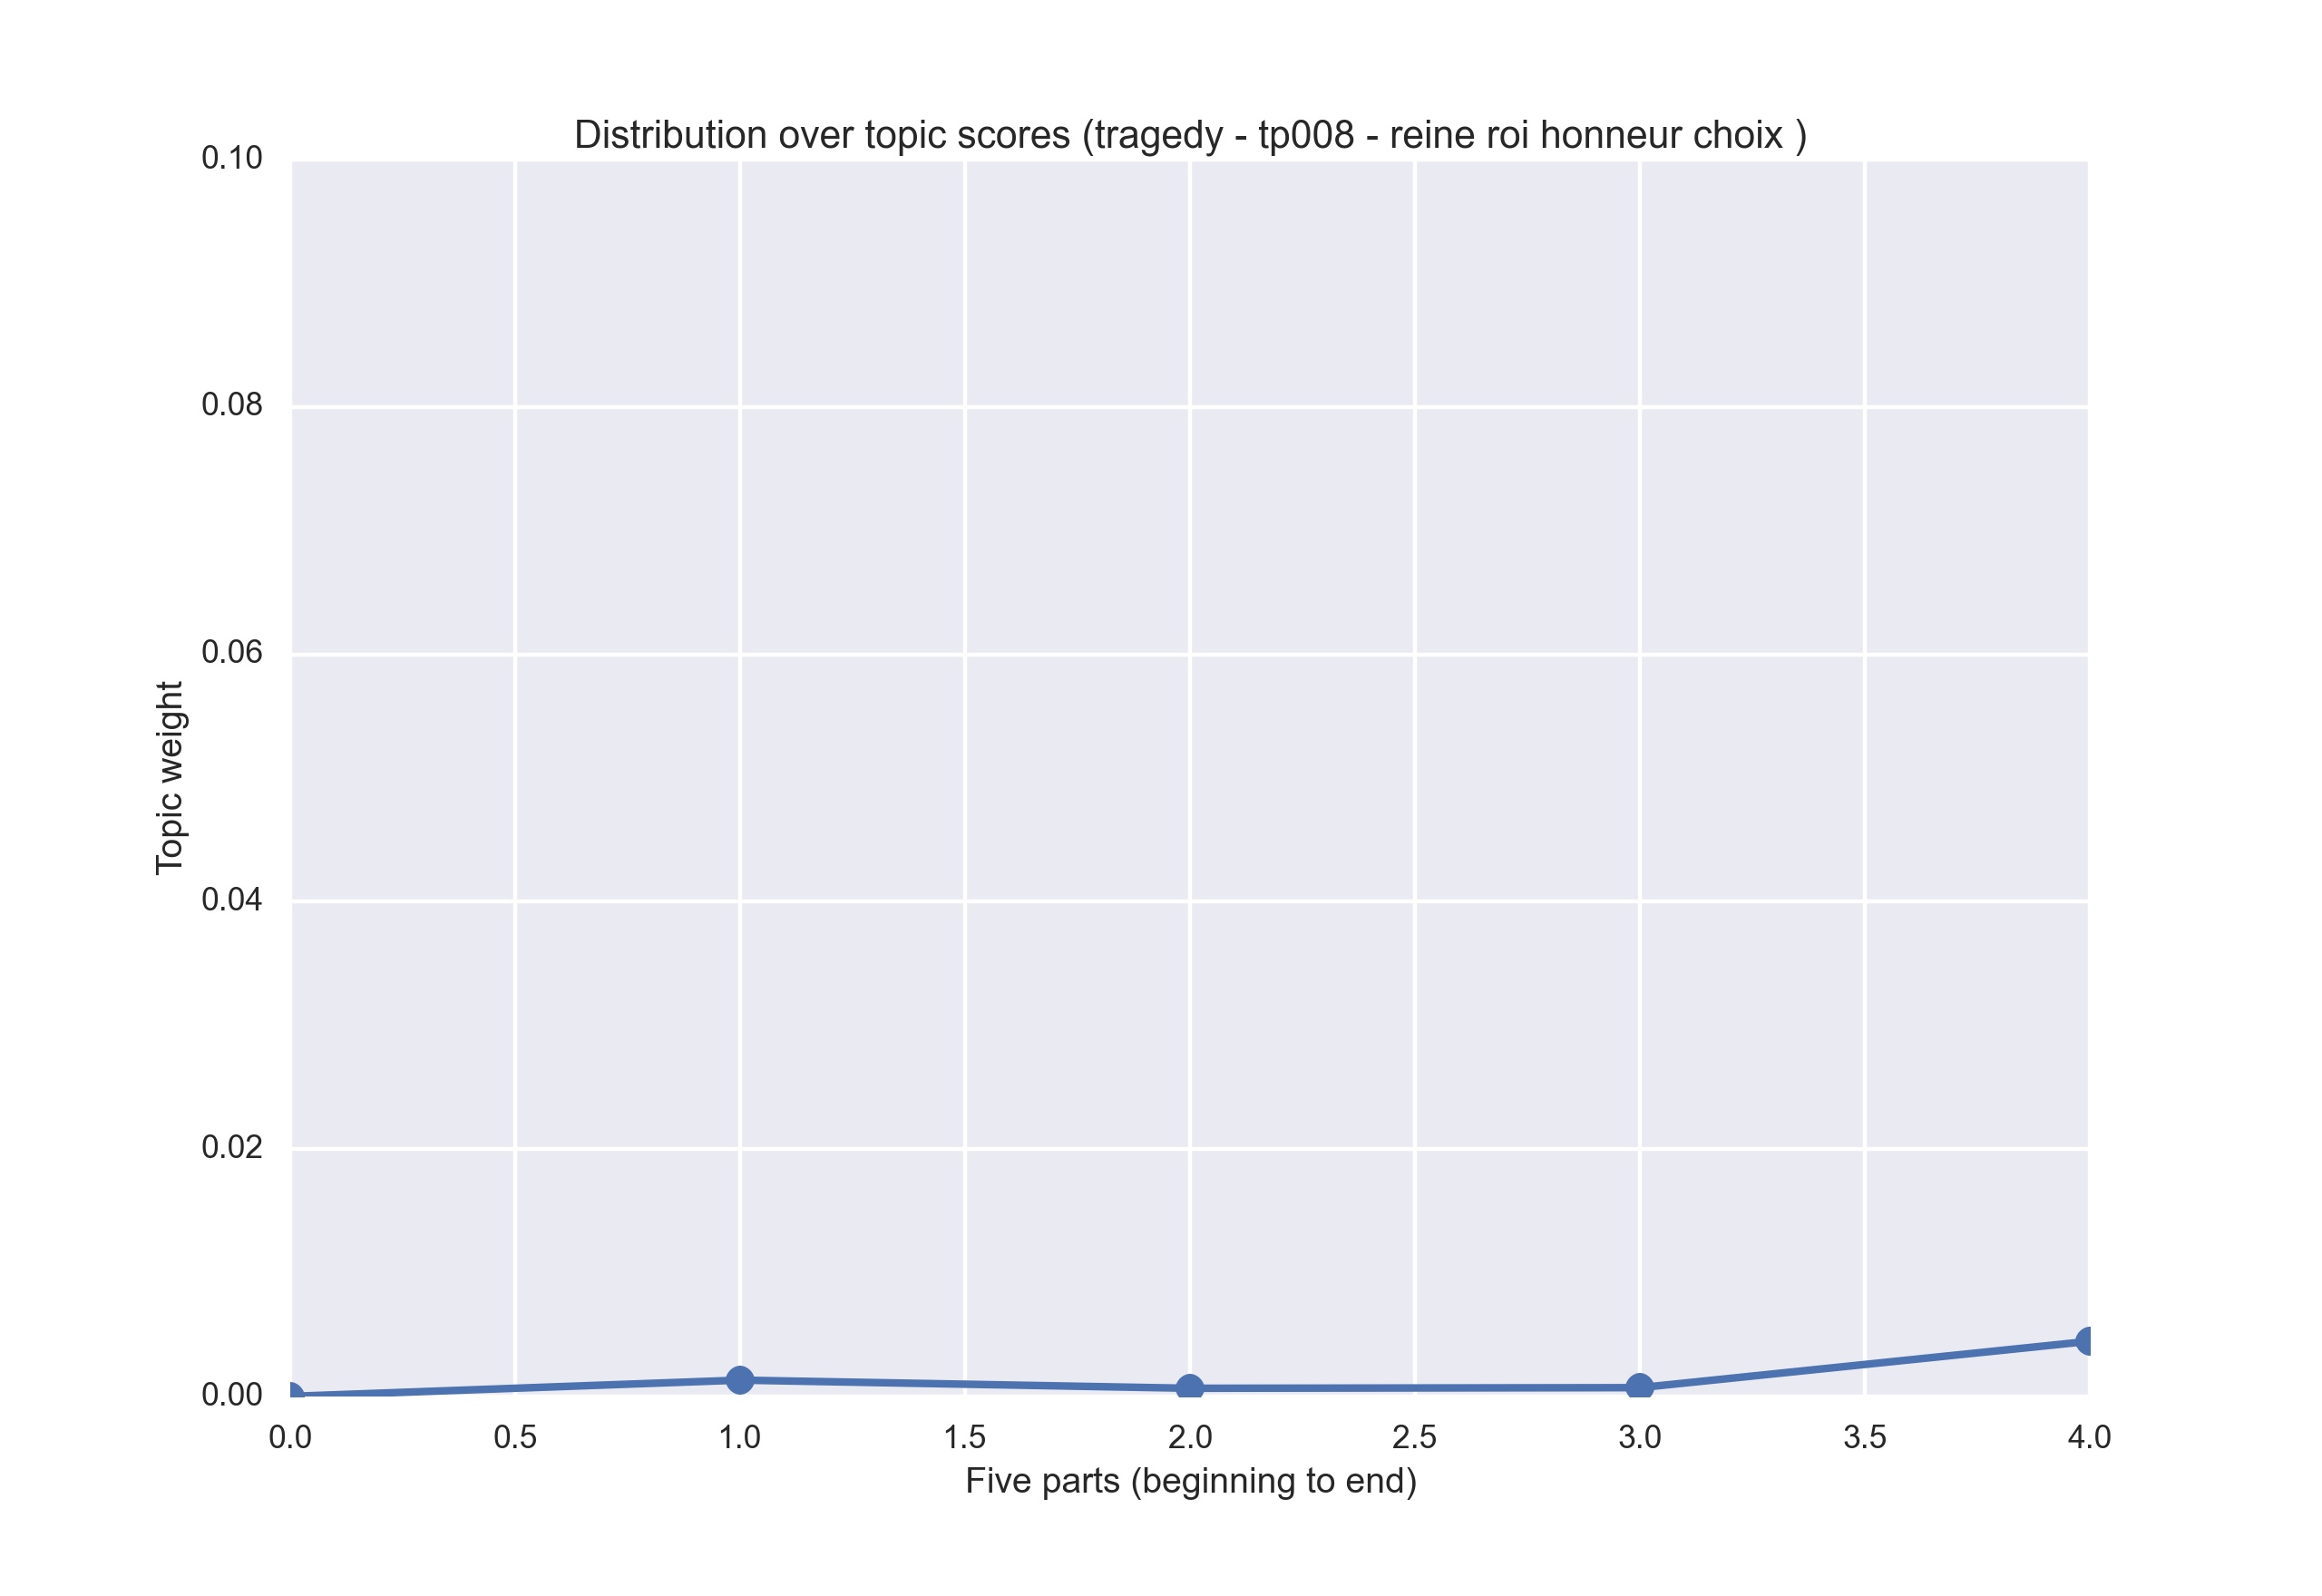 Distribution over topic scores (tragedy - tp008 - reine roi honneur choix )
0.10
0.08
0.06
0.04
0.02
0.00
Topic weight
0.0 0.5 1.0 1.5 2.0 2.5 3.0 3.5 4.0
Five parts (beginning to end)